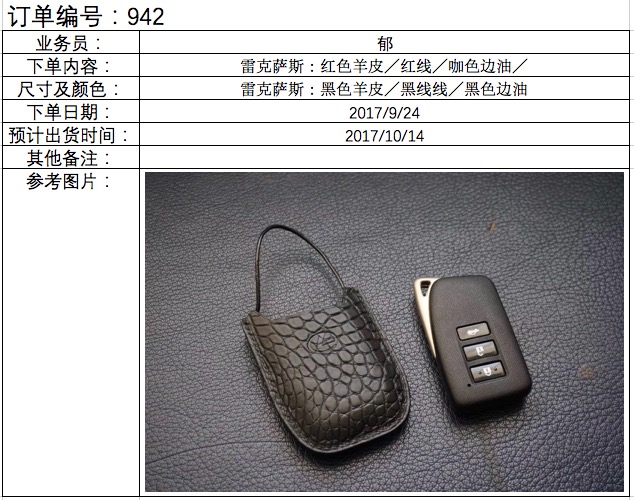 订单编号：942
业务员： 郁
下单内容： 雷克萨斯：红色羊皮／红线／咖色边油／
尺寸及颜色： 雷克萨斯：黑色羊皮／黑线线／黑色边油
下单日期： 2017/9/24
预计出货时间： 2017/10/14
其他备注：
参考图片：